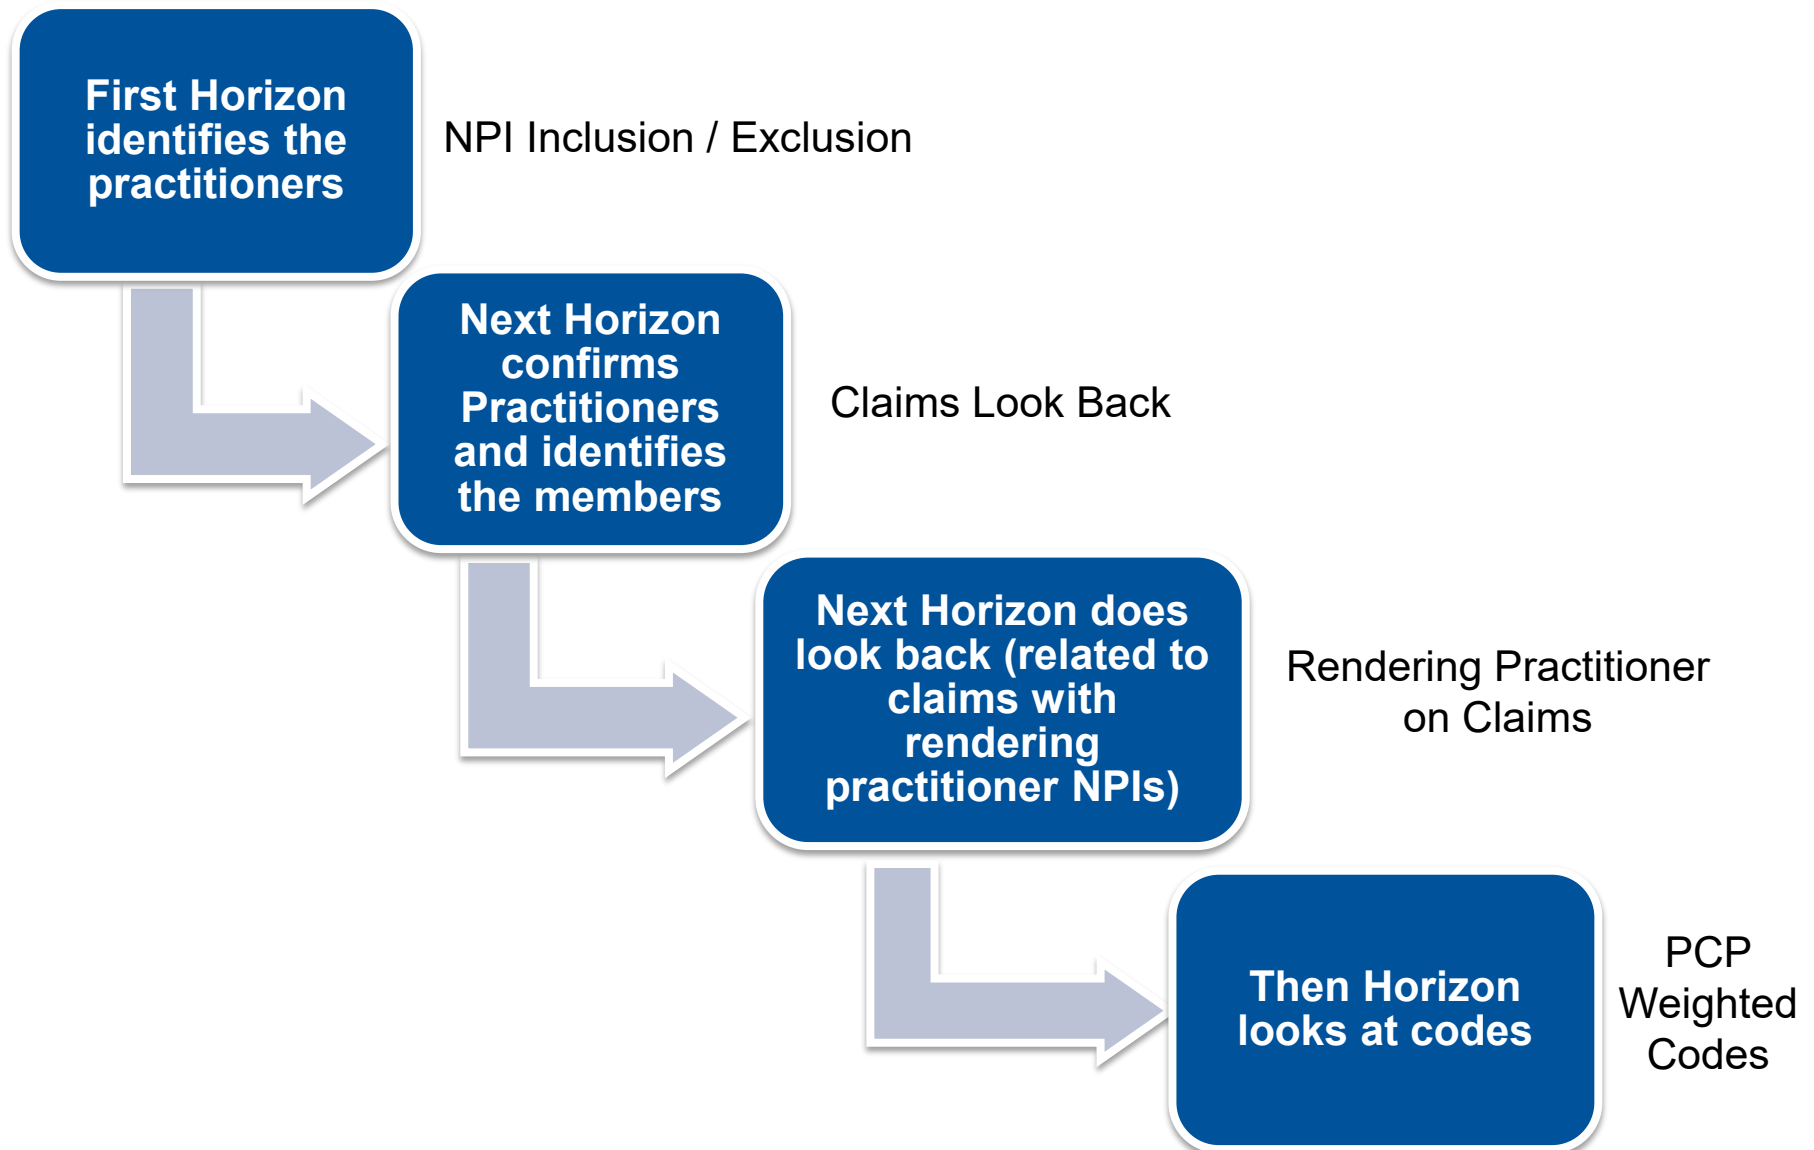 First Horizon
identifies the
practitioners
NPI Inclusion / Exclusion
Next Horizon
confirms
Practitioners
and identifies
the members
Claims Look Back
Next Horizon does
look back (related to
claims with
rendering
practitioner NPIs)
Rendering Practitioner
on Claims
Then Horizon
looks at codes
PCP
Weighted
Codes